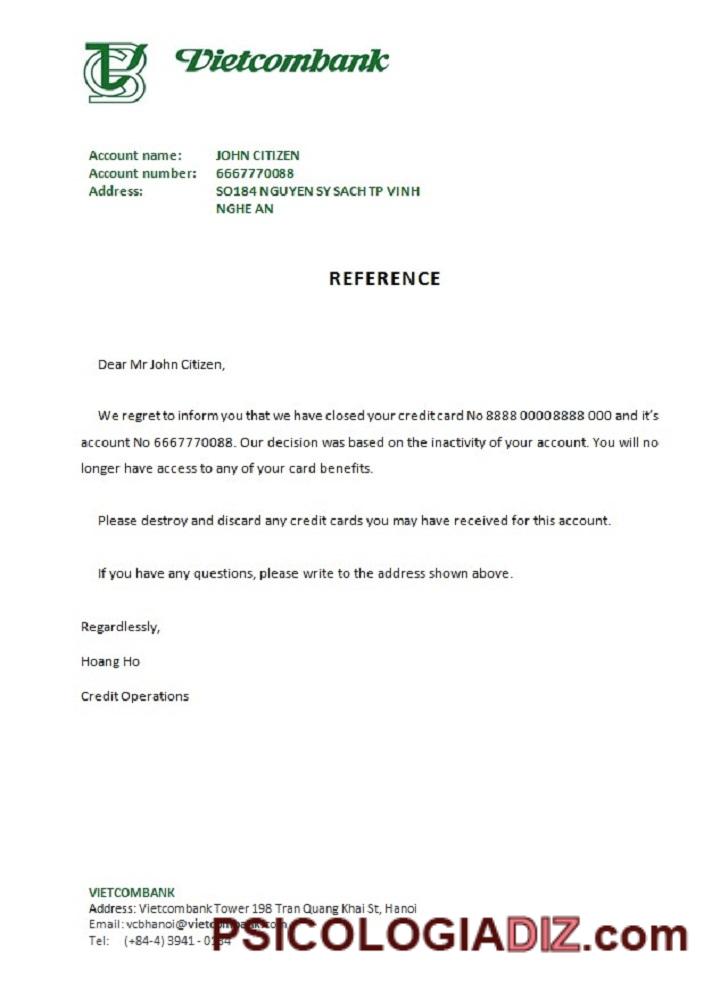 Vietcombank
Account name: JOHN CITIZEN
Account number: 6667770088
Address: SO184 NGUYEN SY SACH TP VINH
NGHE AN
REFERENCE
Dear Mr John Citizen,
We regret to inform you that we have closed your credit card No 8888 0000 8888 000 and it's
account No 6667770088. Our decision was based on the inactivity of your account. You will no
longer have access to any of your card benefits.
Please destroy and discard any credit cards you may have received for this account.
If you have any questions, please write to the address shown above.
Regardlessly,
Hoang Ho
Credit Operations
VIETCOMBANK
Address: Vietcombank Tower 198 Tran Quang Khai St, Hanoi
Email: vcbhanoi@vietcombank.com
Tel: (+84-4) 3941 -
PSICOLOGIADIZ.com